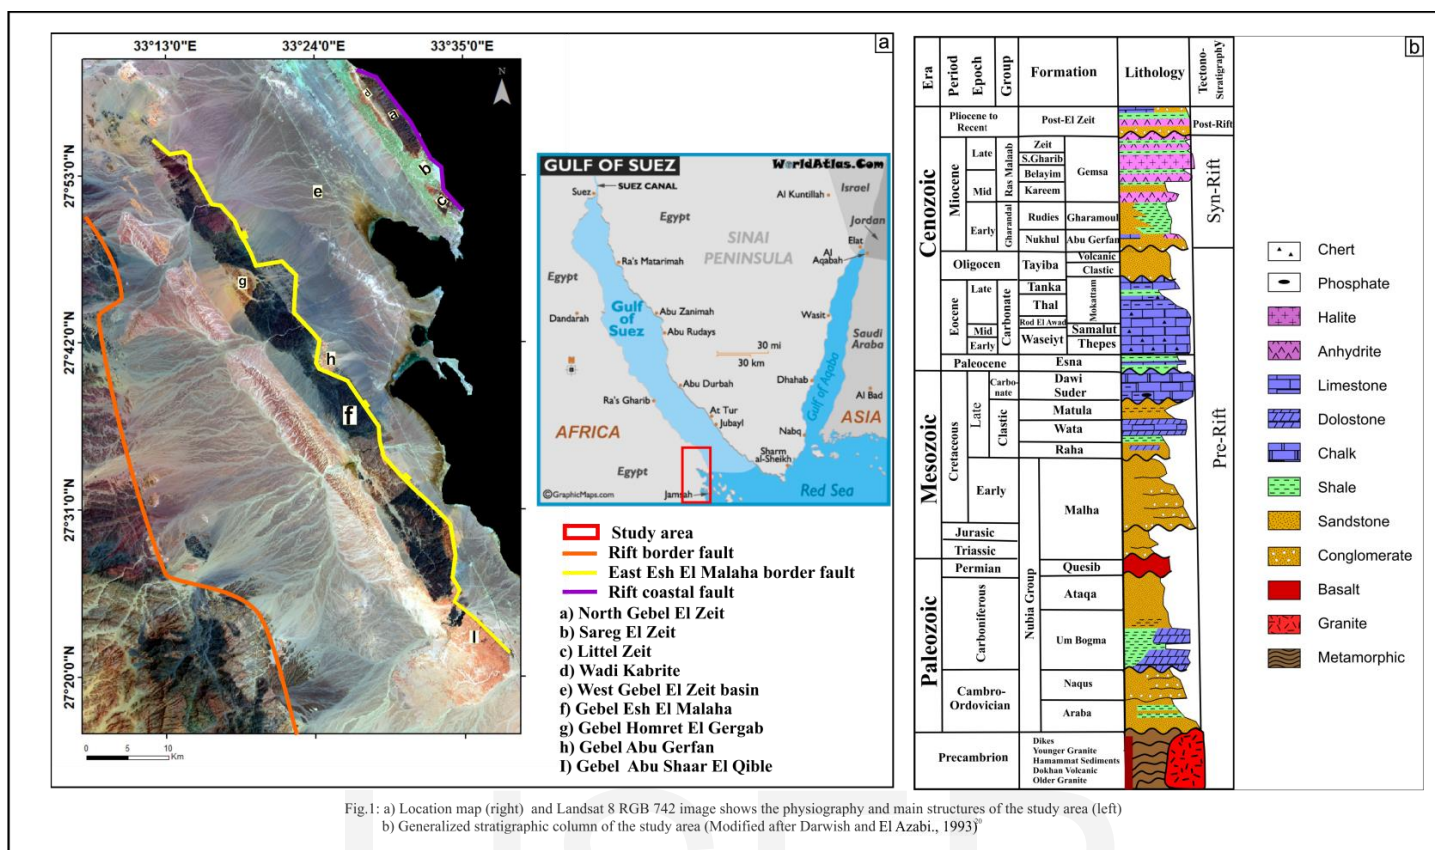 a
33°13'0"E
33°24'0"E
33°35'0"E
N
27°53'0"N
27°42'0"N
27°31'0"N
27°20'0"N
d
a
b
c
e
g
h
f
I
0 5 10
Km
GULF OF SUEZ
WorldAtlas.Com
SUEZ CANAL
Suez
Al Kuntillah
Israel
Egypt
Jordan
SINAI
PENINSULA
Elat
Al
Aqabah
Ra's Matarimah
Egypt
Gulf
of
Suez
Abu Zanimah
Dandarah
Abu Rudays
Wasit
Saudi
Arabia
30 mi
30 km
Abu Durbah
Dhahab
Gulf of Aqaba
Al Bad
Ra's Gharib
At Tur
Jubayl
ASIA
AFRICA
Nabq
Sharm
al-Sheikh
Egypt
Jamsah
Red Sea
©GraphicMaps.com
Study area
Rift border fault
East Esh El Malaha border fault
Rift coastal fault
a) North Gebel El Zeit
b) Sareg El Zeit
c) Littel Zeit
d) Wadi Kabrite
e) West Gebel El Zeit basin
f) Gebel Esh El Malaha
g) Gebel Homret El Gergab
h) Gebel Abu Gerfan
I) Gebel Abu Shaar El Qible
b
Era
Period
Epoch
Group
Formation
Lithology
Tectono-
Stratigraphy
Cenozoic
Pliocene to
Recent
Post-El Zeit
Post-Rift
Miocene
Late
Mid
Early
Ras Malaab
Gharandal
Zeit
S.Gharib
Belayim
Kareem
Gemsa
Rudies
Gharamoul
Nukhul
Abu Gerfan
Syn-Rift
Oligocen
Tayiba
Volcanic
Clastic
Eocene
Late
Mid
Early
Carbonate
Tanka
Thal
Rod El Awad
Waseiyt
Mokattam
Samalut
Thepes
Paleocene
Esna
Pre-Rift
Mesozoic
Cretaceous
Late
Carbo-
nate
Clastic
Dawi
Suder
Matula
Wata
Raha
Early
Malha
Jurasic
Triassic
Nubia Group
Paleozoic
Permian
Quesib
Carboniferous
Ataqa
Um Bogma
Cambro-
Ordovician
Naqus
Araba
Precambrion
Dikes
Younger Granite
Hamammat Sediments
Dokhan Volcanic
Older Granite
Chert
Phosphate
Halite
Anhydrite
Limestone
Dolostone
Chalk
Shale
Sandstone
Conglomerate
Basalt
Granite
Metamorphic
Fig.1: a) Location map (right) and Landsat 8 RGB 742 image shows the physiography and main structures of the study area (left)
b) Generalized stratigraphic column of the study area (Modified after Darwish and El Azabi., 1993)